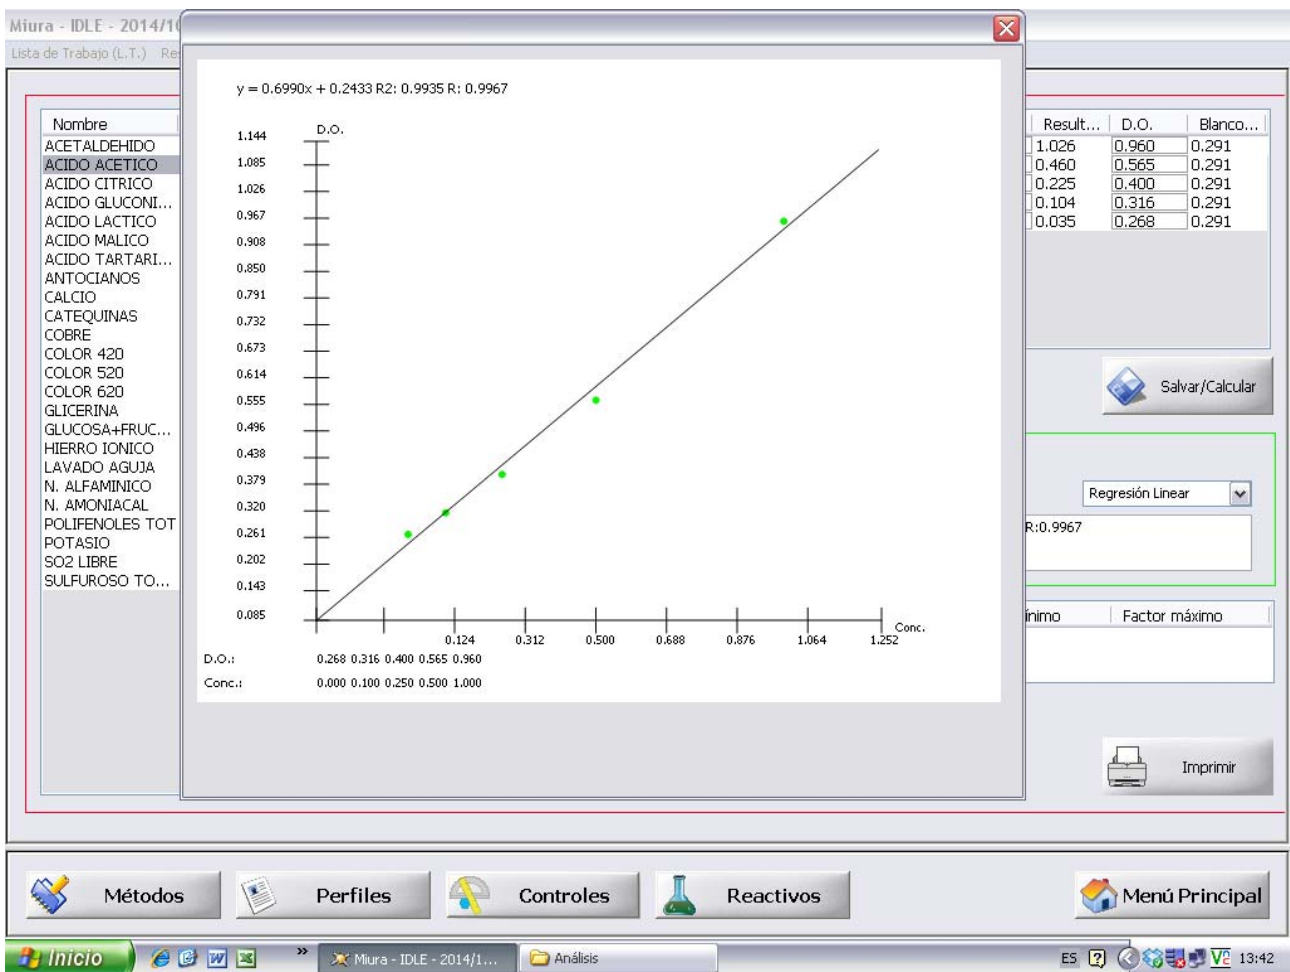 Miura - IDLE - 2014/10
Lista de Trabajo (L.T.) Re
y = 0.6990x + 0.2433 R2: 0.9935 R: 0.9967
D.O.
1.144
1.085
1.026
0.967
0.908
0.850
0.791
0.732
0.673
0.614
0.555
0.496
0.438
0.379
0.320
0.261
0.202
0.143
0.085
0.124 0.312 0.500 0.688 0.876 1.064 1.252
Conc.
D.O.: 0.268 0.316 0.400 0.565 0.960
Conc.: 0.000 0.100 0.250 0.500 1.000
Nombre
ACETALDEHIDO
ACIDO ACETICO
ACIDO CITRICO
ACIDO GLUCONI...
ACIDO LACTICO
ACIDO MALICO
ACIDO TARTARI...
ANTOCIANOS
CALCIO
CATEQUINAS
COBRE
COLOR 420
COLOR 520
COLOR 620
GLICERINA
GLUCOSA+FRUC...
HIERRO IONICO
LAVADO AGUJA
N. ALFAMINICO
N. AMONIACAL
POLIFENOLES TOT
POTASIO
SO2 LIBRE
SULFUROSO TO...
Result... D.O. Blanco...
1.026 0.960 0.291
0.460 0.565 0.291
0.225 0.400 0.291
0.104 0.316 0.291
0.035 0.268 0.291
Salvar/Calcular
Regresión Linear
R:0.9967
ínimo Factor máximo
Imprimir
Métodos Perfiles Controles Reactivos Menú Principal
Inicio » Miura - IDLE - 2014/1... Análisis ES 13:42